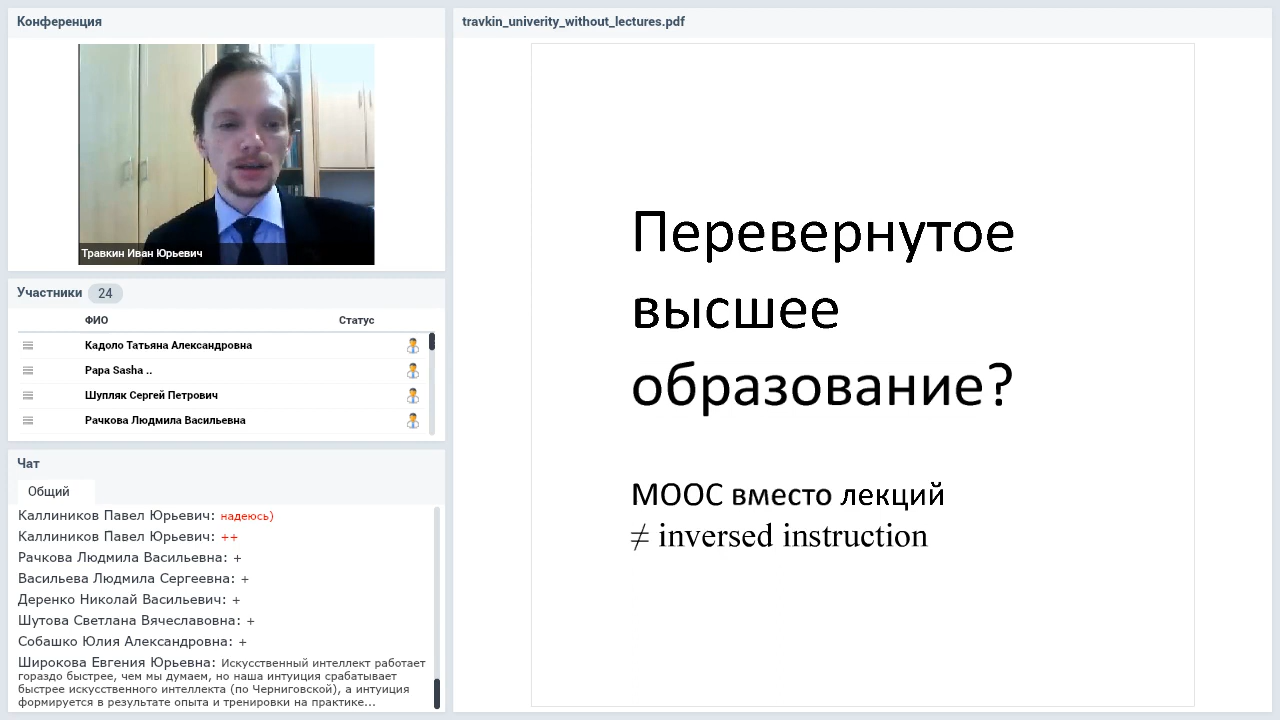 Конференция
Травкин Иван Юрьевич
Участники 24
ФИО Статус
Кадоло Татьяна Александровна
Papa Sasha ..
Шупляк Сергей Петрович
Рачкова Людмила Васильевна
Чат
Общий
Каллиников Павел Юрьевич: надеюсь)
Каллиников Павел Юрьевич: ++
Рачкова Людмила Васильевна: +
Васильева Людмила Сергеевна: +
Деренко Николай Васильевич: +
Шутова Светлана Вячеславовна: +
Собашко Юлия Александровна: +
Широкова Евгения Юрьевна: Искусственный интеллект работает
гораздо быстрее, чем мы думаем, но наша интуиция срабатывает
быстрее искусственного интеллекта (по Черниговской), а интуиция
формируется в результате опыта и тренировки на практике...
travkin_univerity_without_lectures.pdf
Перевернутое
высшее
образование?
МООС вместо лекций
≠ inversed instruction